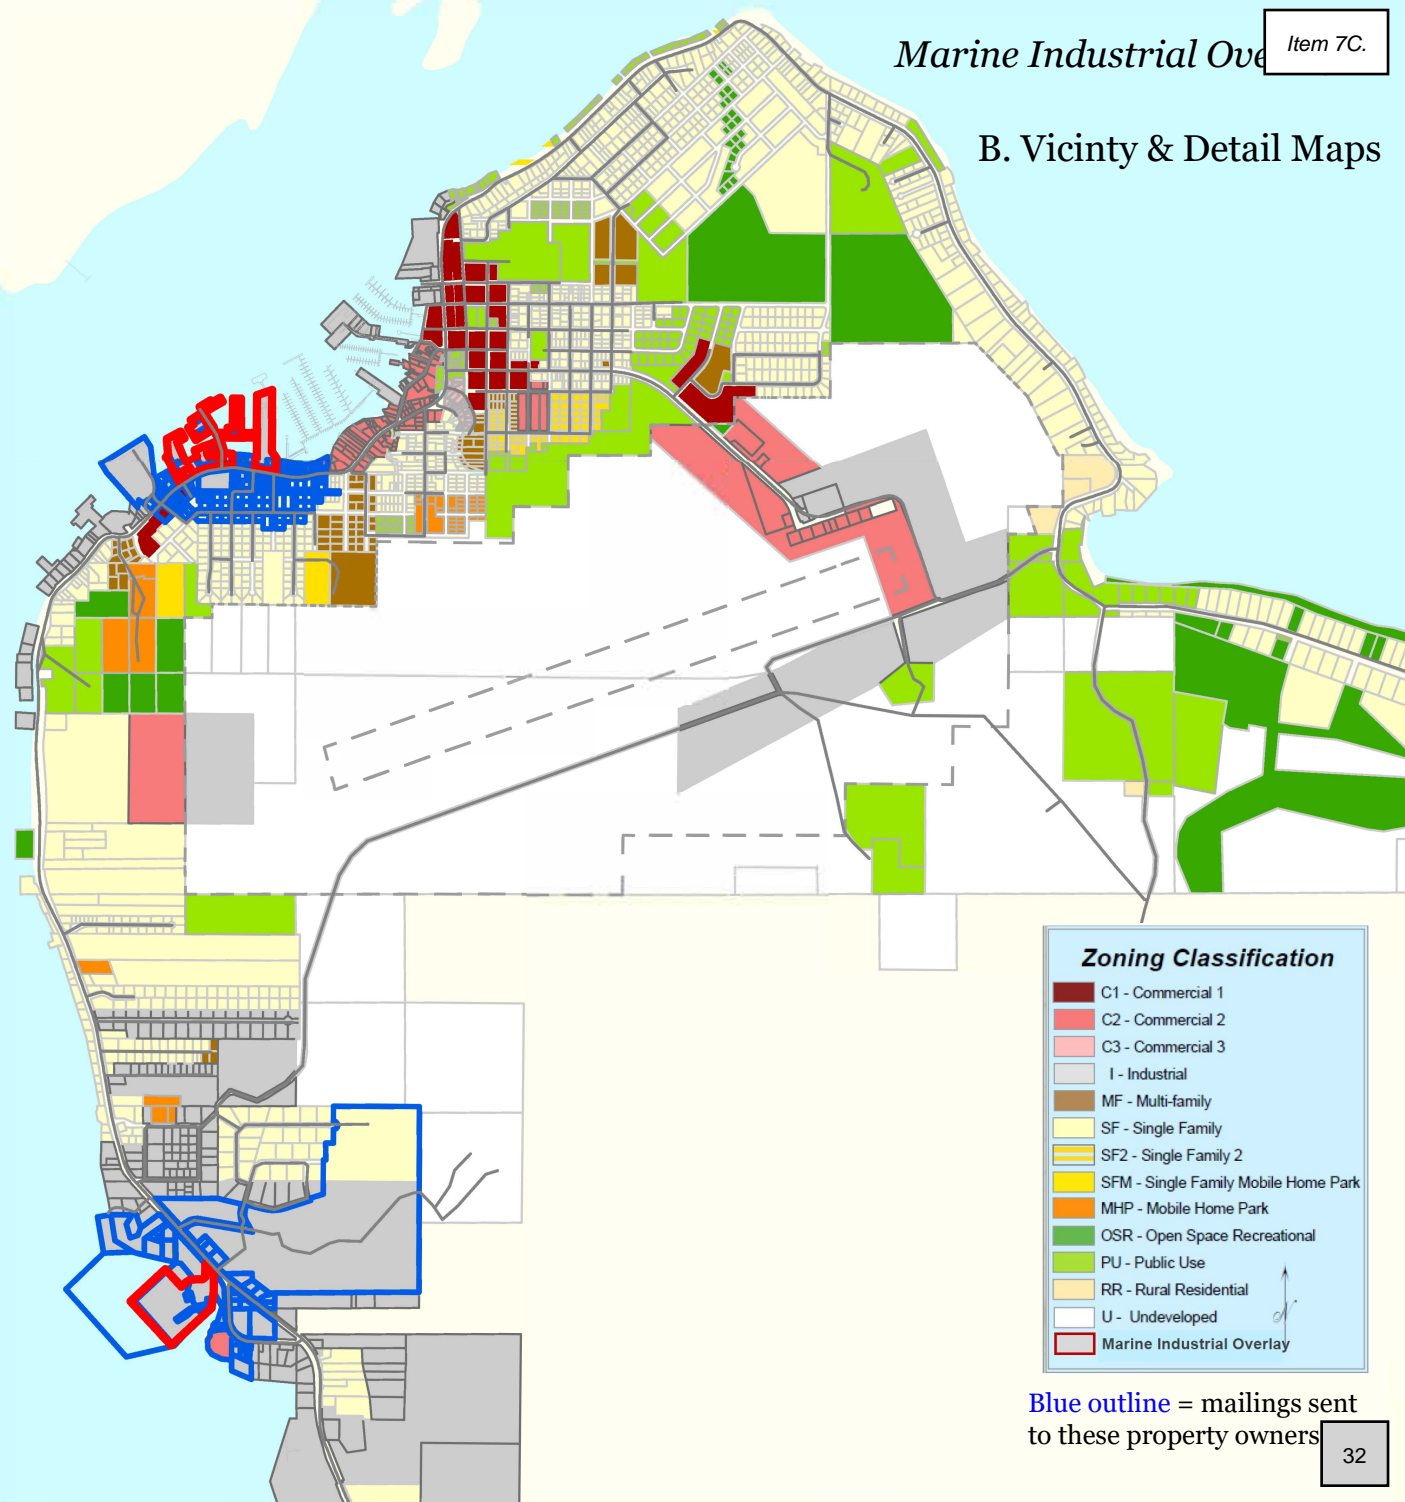 Marine Industrial Ove
Item 7C.
B. Vicinty & Detail Maps
Zoning Classification
C1 - Commercial 1
C2 - Commercial 2
C3 - Commercial 3
I - Industrial
MF - Multi-family
SF - Single Family
SF2 - Single Family 2
SFM - Single Family Mobile Home Park
MHP - Mobile Home Park
OSR - Open Space Recreational
PU - Public Use
RR - Rural Residential
U - Undeveloped
Marine Industrial Overlay
N
Blue outline = mailings sent
to these property owners
32